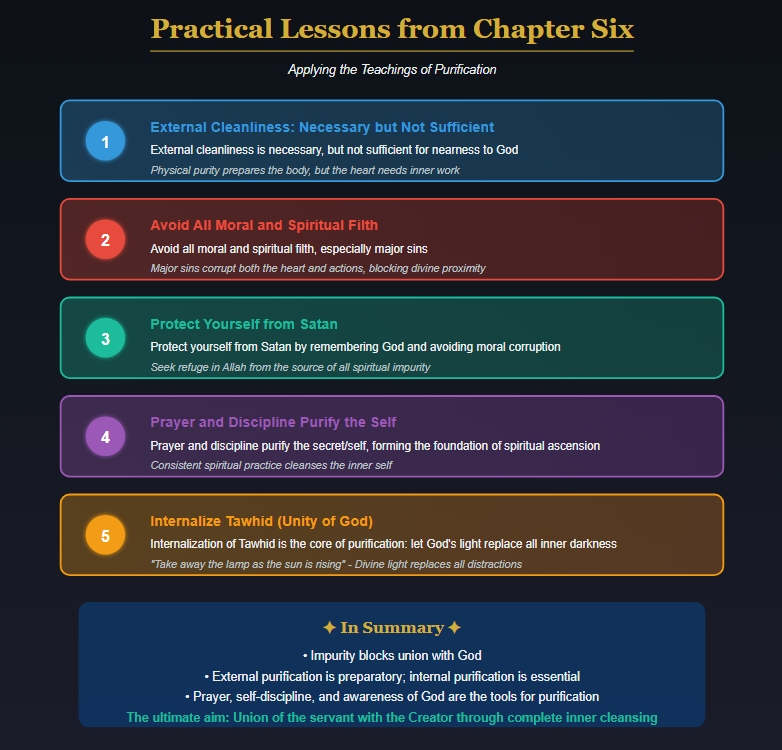 Practical Lessons from Chapter Six
Applying the Teachings of Purification
1
External Cleanliness: Necessary but Not Sufficient
External cleanliness is necessary, but not sufficient for nearness to God
Physical purity prepares the body, but the heart needs inner work
2
Avoid All Moral and Spiritual Filth
Avoid all moral and spiritual filth, especially major sins
Major sins corrupt both the heart and actions, blocking divine proximity
3
Protect Yourself from Satan
Protect yourself from Satan by remembering God and avoiding moral corruption
Seek refuge in Allah from the source of all spiritual impurity
4
Prayer and Discipline Purify the Self
Prayer and discipline purify the secret/self, forming the foundation of spiritual ascension
Consistent spiritual practice cleanses the inner self
5
Internalize Tawhid (Unity of God)
Internalization of Tawhid is the core of purification: let God's light replace all inner darkness
"Take away the lamp as the sun is rising" - Divine light replaces all distractions
✦ In Summary ✦
• Impurity blocks union with God
• External purification is preparatory; internal purification is essential
• Prayer, self-discipline, and awareness of God are the tools for purification
The ultimate aim: Union of the servant with the Creator through complete inner cleansing